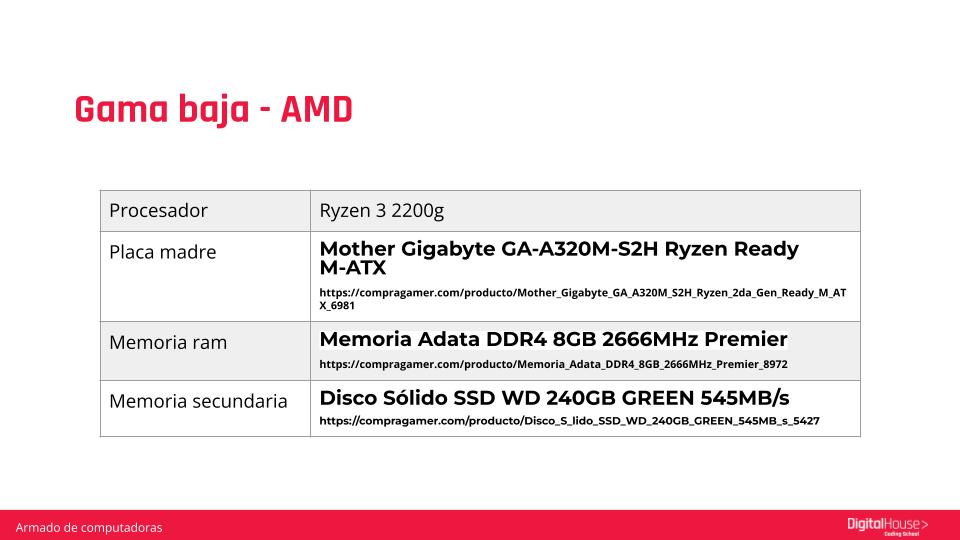 Gama baja - AMD
Procesador
Ryzen 3 2200g
Placa madre
Mother Gigabyte GA-A320M-S2H Ryzen Ready
M-ATX
https://compragamer.com/producto/Mother_Gigabyte_GA_A320M_S2H_Ryzen_2da_Gen_Ready_M_AT
X_6981
Memoria ram
Memoria Adata DDR4 8GB 2666MHz Premier
https://compragamer.com/producto/Memoria_Adata_DDR4_8GB_2666MHz_Premier_8972
Memoria secundaria
Disco Sólido SSD WD 240GB GREEN 545MB/s
https://compragamer.com/producto/Disco_S_lido_SSD_WD_240GB_GREEN_545MB_s_5427
Armado de computadoras
DigitalHouse>
Coding School